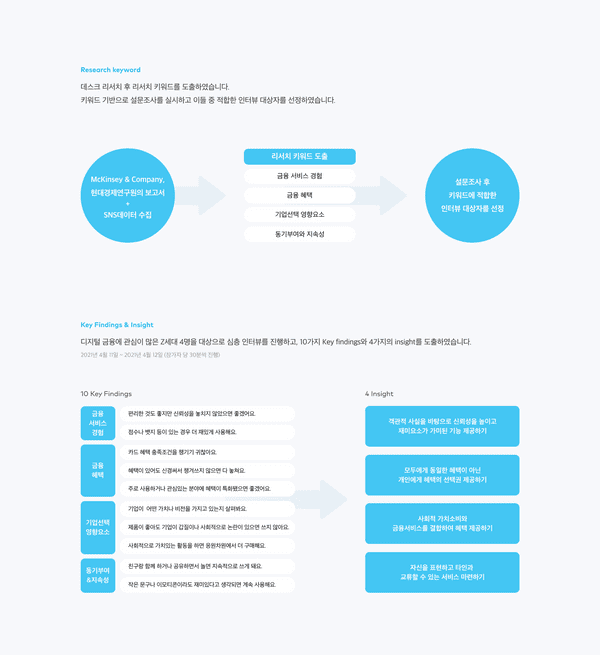 Research keyword
데스크 리서치 후 리서치 키워드를 도출하였습니다.
키워드 기반으로 설문조사를 실시하고 이들 중 적합한 인터뷰 대상자를 선정하였습니다.
McKinsey & Company,
현대경제연구원의 보고서
+
SNS데이터 수집
리서치 키워드 도출
금융 서비스 경험
금융 혜택
기업선택 영향요소
동기부여와 지속성
설문조사 후
키워드에 적합한
인터뷰 대상자를 선정
Key Findings & Insight
디지털 금융에 관심이 많은 Z세대 4명을 대상으로 심층 인터뷰를 진행하고, 10가지 Key findings와 4가지의 insight를 도출하였습니다.
2021년 4월 11일 ~ 2021년 4월 12일 (참가자 당 30분씩 진행)
10 Key Findings
금융
서비스
경험
편리한 것도 좋지만 신뢰성을 놓치지 않았으면 좋겠어요.
점수나 뱃지 등이 있는 경우 더 재밌게 사용해요.
금융
혜택
카드 혜택 충족조건을 챙기기 귀찮아요.
혜택이 있어도 신경써서 챙겨쓰지 않으면 다 놓쳐요.
주로 사용하거나 관심있는 분야에 혜택이 특화됐으면 좋겠어요.
기업선택
영향요소
기업이 어떤 가치나 비전을 가지고 있는지 살펴봐요.
제품이 좋아도 기업이 갑질이나 사회적으로 논란이 있으면 쓰지 않아요.
사회적으로 가치있는 활동을 하면 응원차원에서 더 구매해요.
동기부여
&지속성
친구랑 함께 하거나 공유하면서 놀면 지속적으로 쓰게 돼요.
작은 문구나 이모티콘이라도 재미있다고 생각되면 계속 사용해요.
4 Insight
객관적 사실을 바탕으로 신뢰성을 높이고
재미요소가 가미된 기능 제공하기
모두에게 동일한 혜택이 아닌
개인에게 혜택의 선택권 제공하기
사회적 가치소비와
금융서비스를 결합하여 혜택 제공하기
자신을 표현하고 타인과
교류할 수 있는 서비스 마련하기